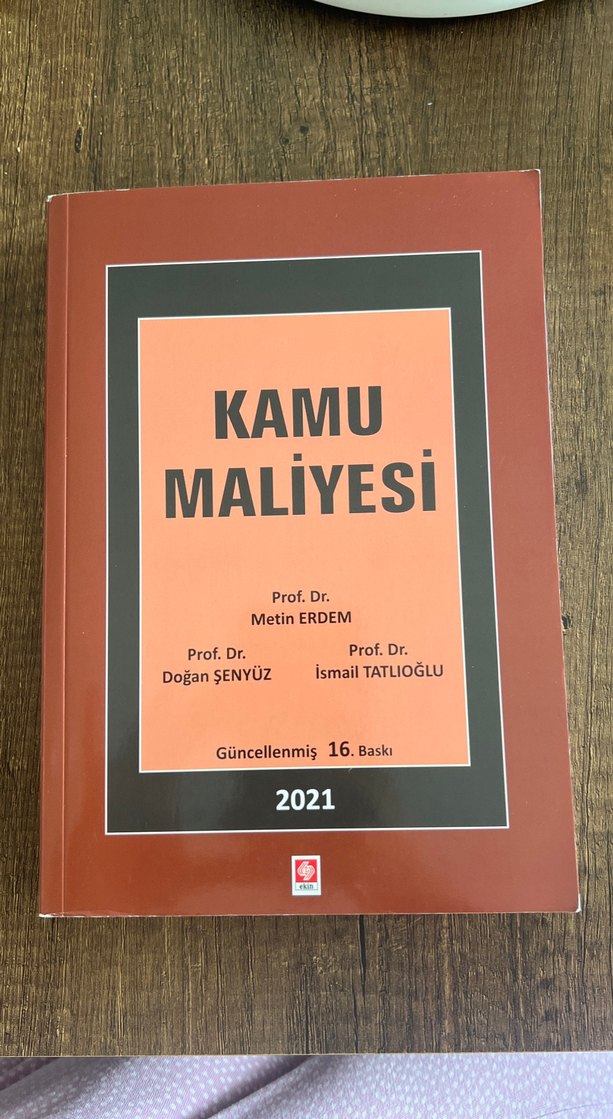 KAMU
MALİYESİ
Prof. Dr.
Metin ERDEM
Prof. Dr.
Doğan ŞENYÜZ
Prof. Dr.
İsmail TATLIOĞLU
Güncellenmiş 16. Baskı
2021
ekin